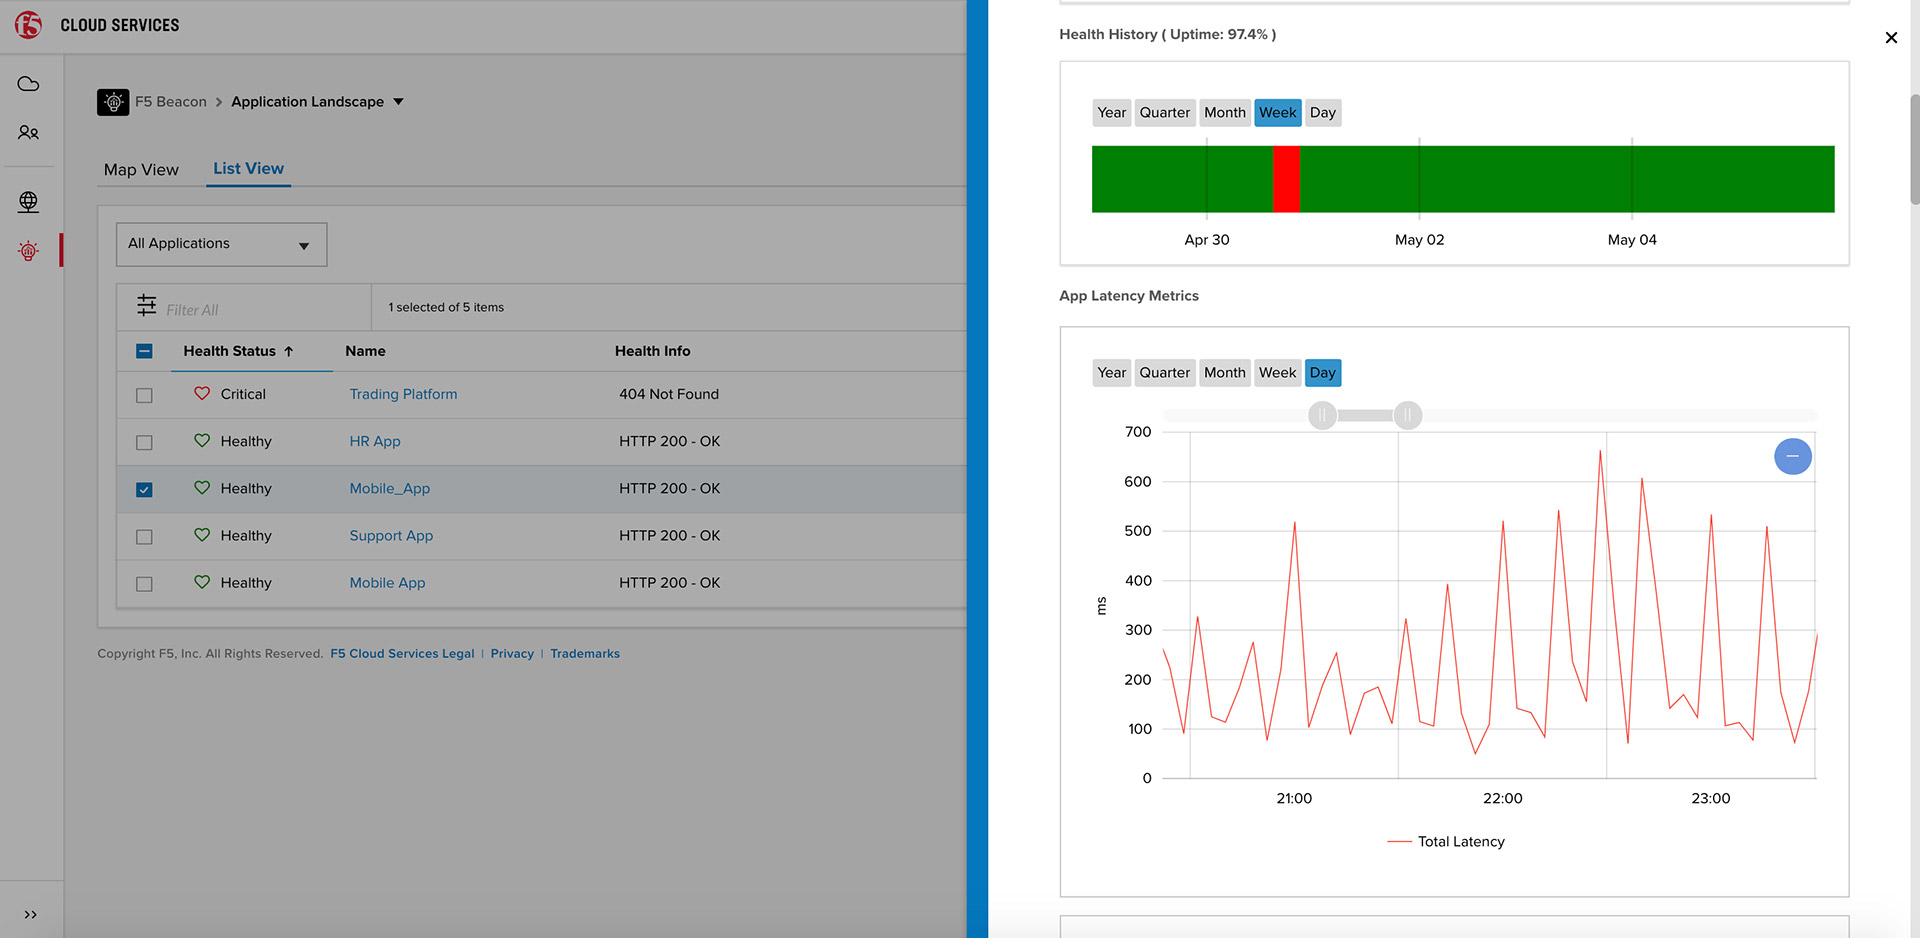 f5 CLOUD SERVICES
F5 Beacon > Application Landscape
Map View List View
All Applications
Filter All 1 selected of 5 items
Health Status ↑ Name Health Info
Critical Trading Platform 404 Not Found
Healthy HR App HTTP 200 - OK
Healthy Mobile_App HTTP 200 - OK
Healthy Support App HTTP 200 - OK
Healthy Mobile App HTTP 200 - OK
Copyright F5, Inc. All Rights Reserved. F5 Cloud Services Legal | Privacy | Trademarks
Health History ( Uptime: 97.4% )
Year Quarter Month Week Day
Apr 30 May 02 May 04
App Latency Metrics
Year Quarter Month Week Day
700
600
500
400
300
200
100
0
ms
21:00 22:00 23:00
Total Latency